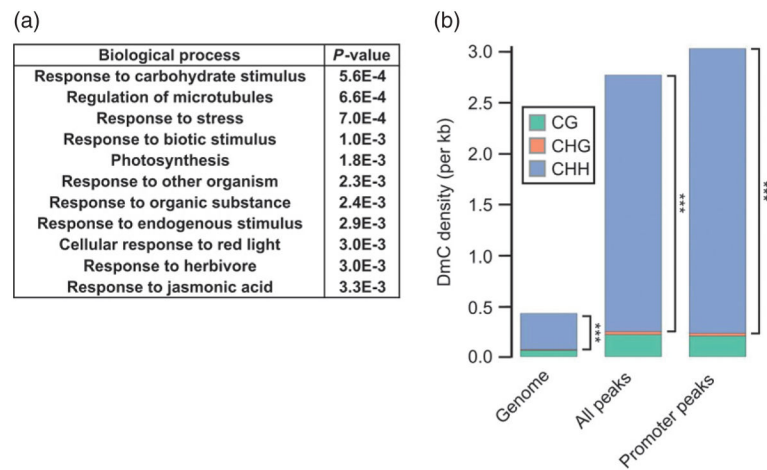 (a)
Biological process P-value
Response to carbohydrate stimulus 5.6E-4
Regulation of microtubules 6.6E-4
Response to stress 7.0E-4
Response to biotic stimulus 1.0E-3
Photosynthesis 1.8E-3
Response to other organism 2.3E-3
Response to organic substance 2.4E-3
Response to endogenous stimulus 2.9E-3
Cellular response to red light 3.0E-3
Response to herbivore 3.0E-3
Response to jasmonic acid 3.3E-3
(b)
DmC density (per kb)
3.0
2.5
2.0
1.5
1.0
0.5
0.0
CG
CHG
CHH
***
***
***
Genome
All peaks
Promoter peaks